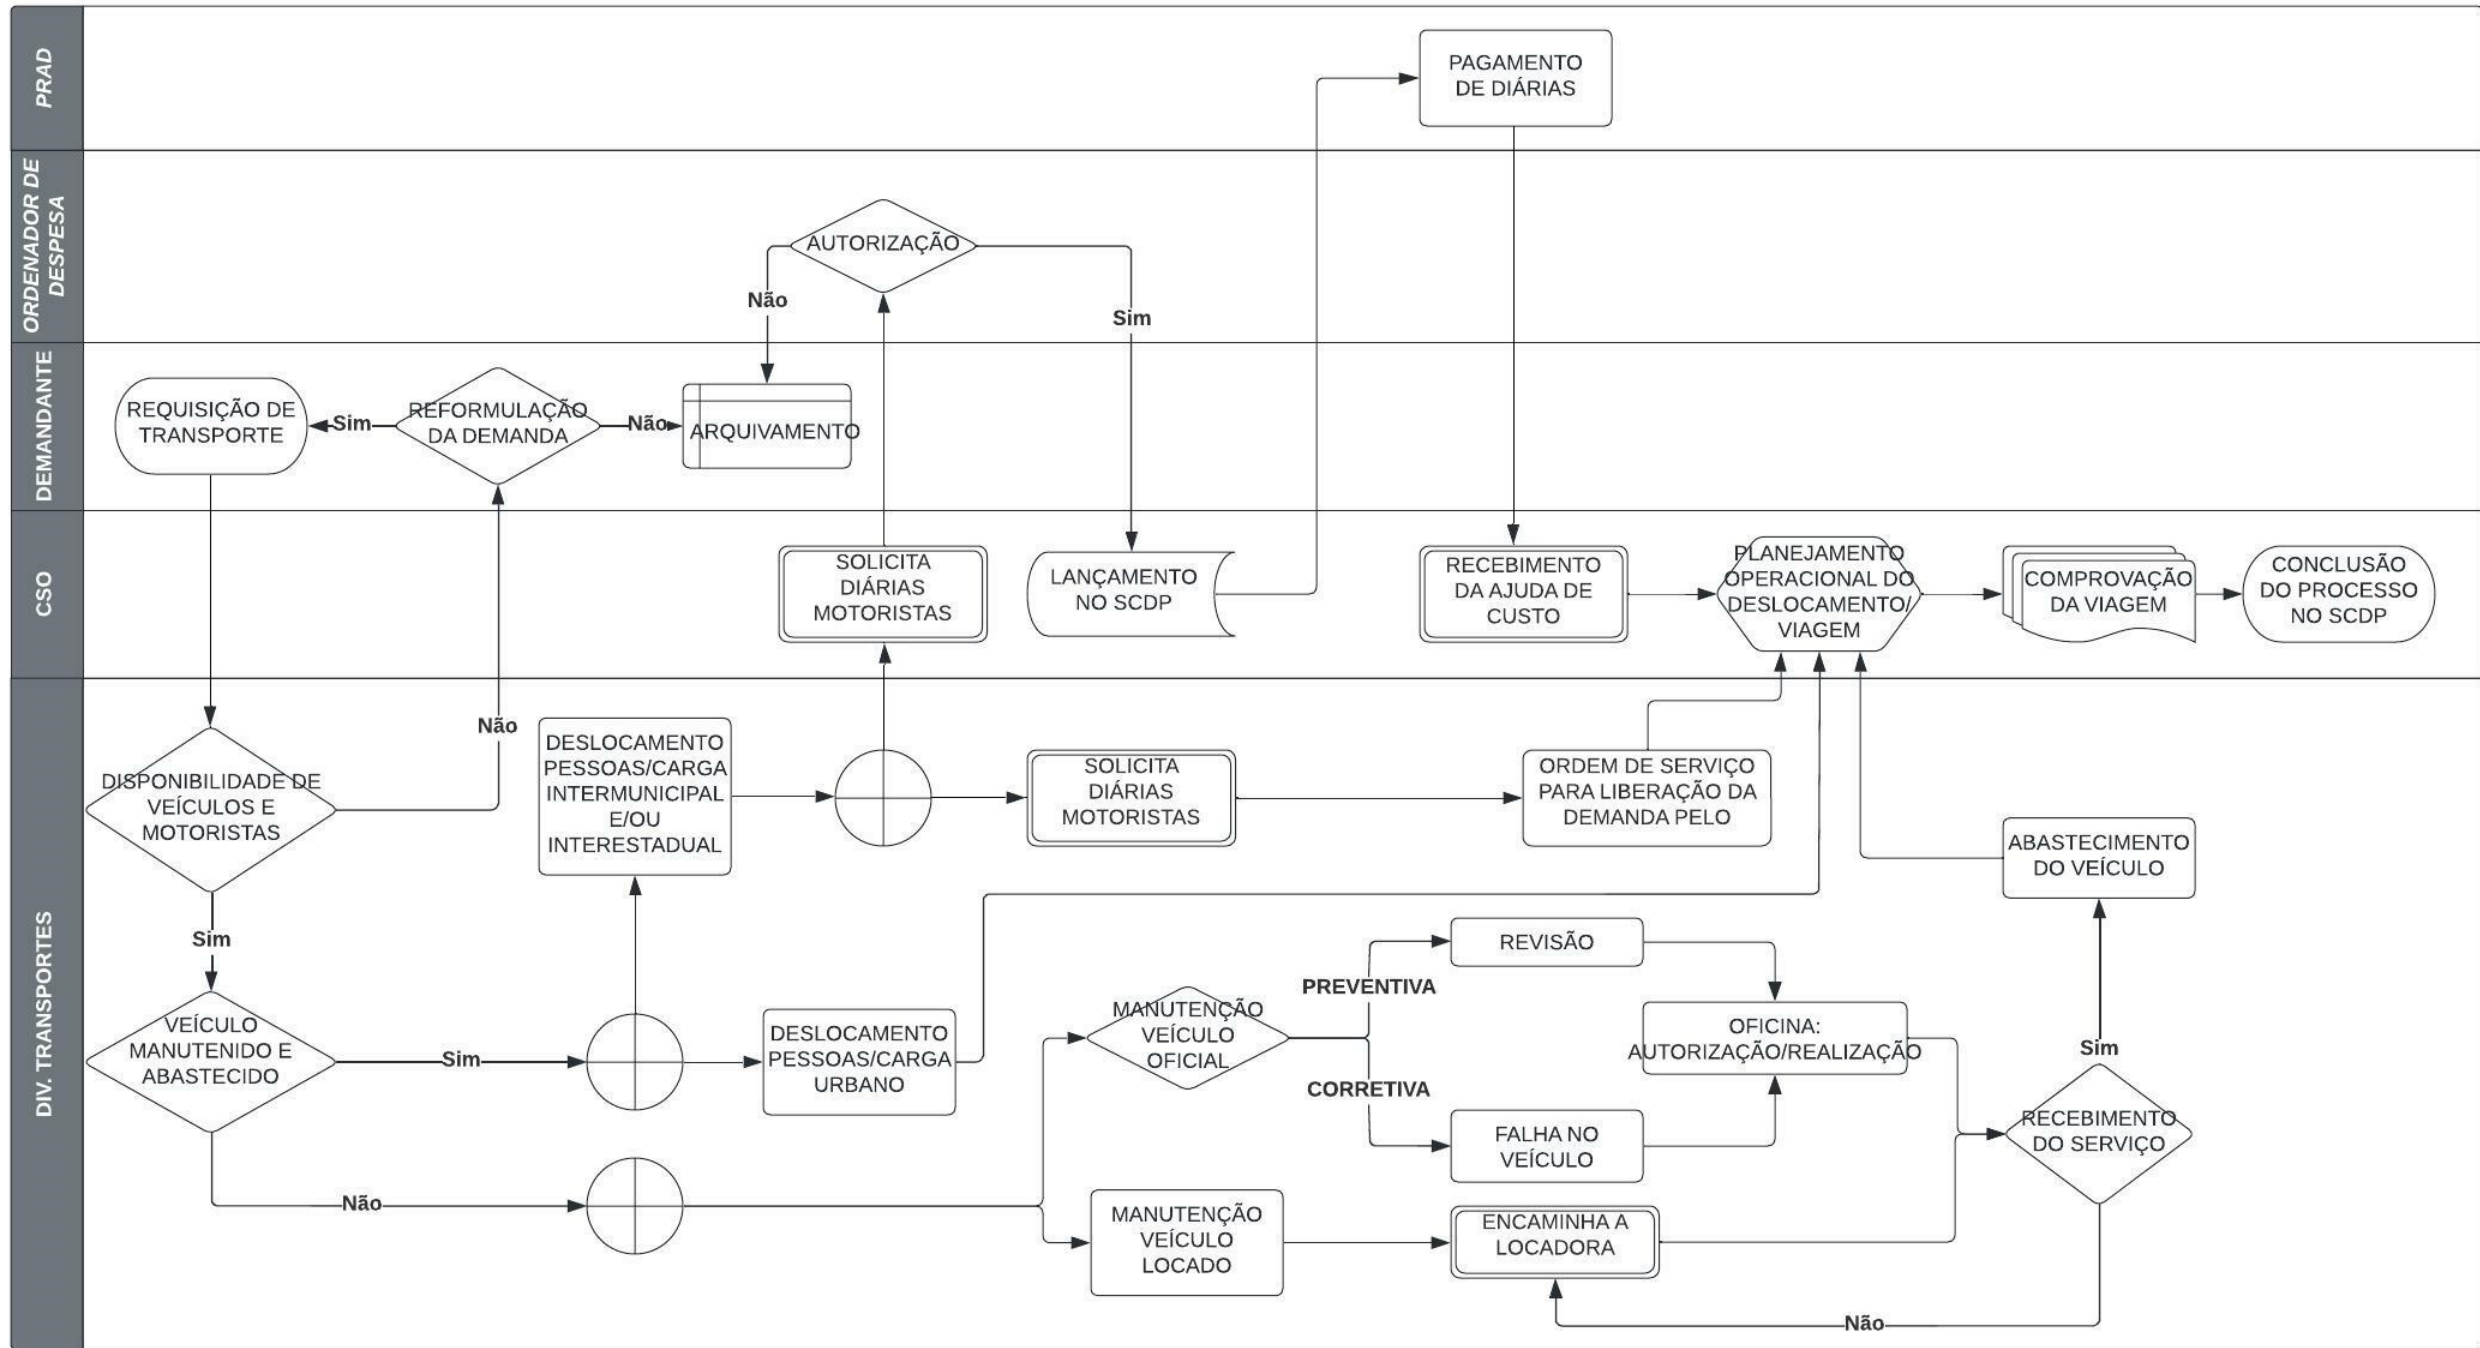 PRAD
PAGAMENTO
DE DIÁRIAS
ORDENADOR DE
DESPESA
AUTORIZAÇÃO
Não
Sim
DEMANDANTE
REQUISIÇÃO DE
TRANSPORTE
Sim
REFORMULAÇÃO
DA DEMANDA
Não
ARQUIVAMENTO
CSO
SOLICITA
DIÁRIAS
MOTORISTAS
LANÇAMENTO
NO SCDP
RECEBIMENTO
DA AJUDA DE
CUSTO
PLANEJAMENTO
OPERACIONAL DO
DESLOCAMENTO/
VIAGEM
COMPROVAÇÃO
DA VIAGEM
CONCLUSÃO
DO PROCESSO
NO SCDP
DIV. TRANSPORTES
DISPONIBILIDADE DE
VEÍCULOS E
MOTORISTAS
Não
DESLOCAMENTO
PESSOAS/CARGA
INTERMUNICIPAL
E/OU
INTERESTADUAL
SOLICITA
DIÁRIAS
MOTORISTAS
ORDEM DE SERVIÇO
PARA LIBERAÇÃO DA
DEMANDA PELO
ABASTECIMENTO
DO VEÍCULO
Sim
VEÍCULO
MANUTENIDO E
ABASTECIDO
Sim
DESLOCAMENTO
PESSOAS/CARGA
URBANO
MANUTENÇÃO
VEÍCULO
OFICIAL
PREVENTIVA
CORRETIVA
REVISÃO
OFICINA:
AUTORIZAÇÃO/REALIZAÇÃO
FALHA NO
VEÍCULO
Sim
RECEBIMENTO
DO SERVIÇO
Não
MANUTENÇÃO
VEÍCULO
LOCADO
ENCAMINHA A
LOCADORA
Não